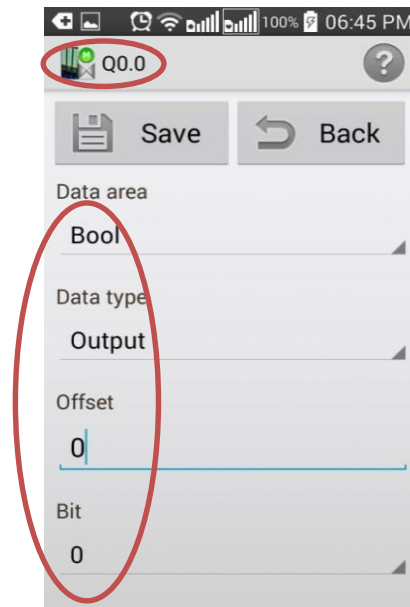 100% 06:45 PM
Q0.0
?
Save Back
Data area
Bool
Data type
Output
Offset
0
Bit
0